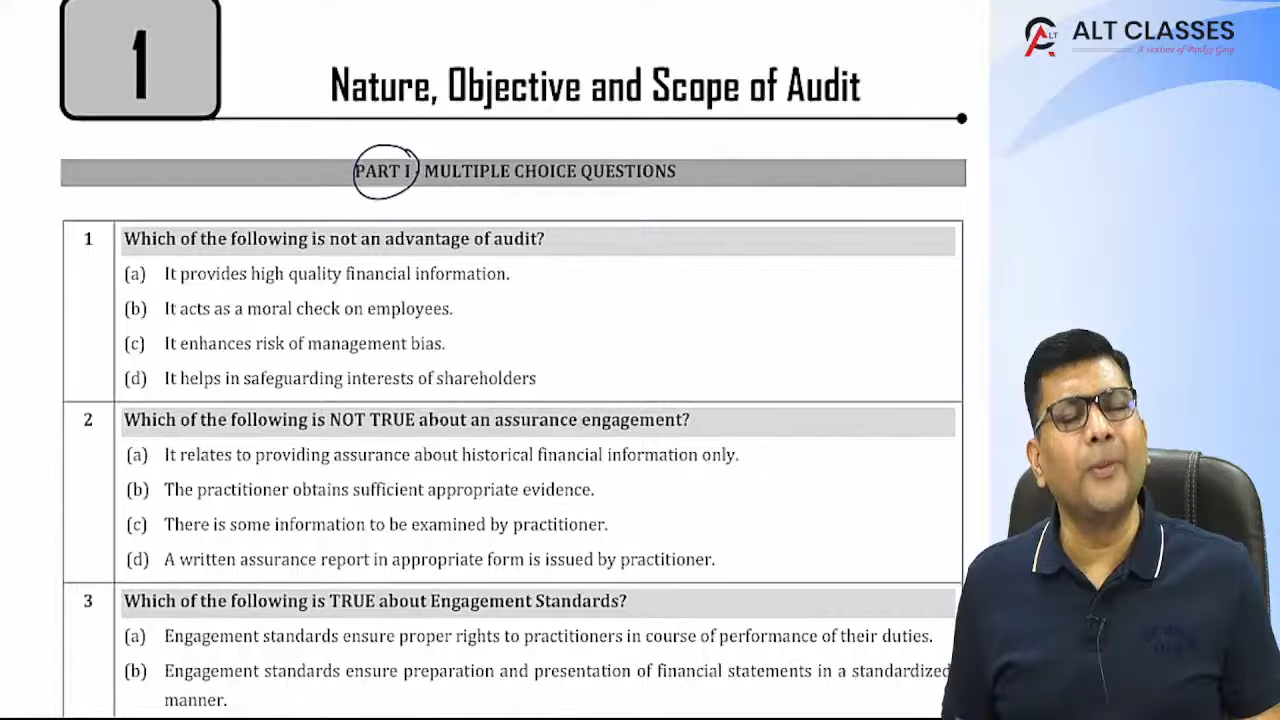 1
ALT CLASSES
A venture of Pankaj Garg
Nature, Objective and Scope of Audit
PART I - MULTIPLE CHOICE QUESTIONS
1 Which of the following is not an advantage of audit?
(a) It provides high quality financial information.
(b) It acts as a moral check on employees.
(c) It enhances risk of management bias.
(d) It helps in safeguarding interests of shareholders
2 Which of the following is NOT TRUE about an assurance engagement?
(a) It relates to providing assurance about historical financial information only.
(b) The practitioner obtains sufficient appropriate evidence.
(c) There is some information to be examined by practitioner.
(d) A written assurance report in appropriate form is issued by practitioner.
3 Which of the following is TRUE about Engagement Standards?
(a) Engagement standards ensure proper rights to practitioners in course of performance of their duties.
(b) Engagement standards ensure preparation and presentation of financial statements in a standardized
manner.